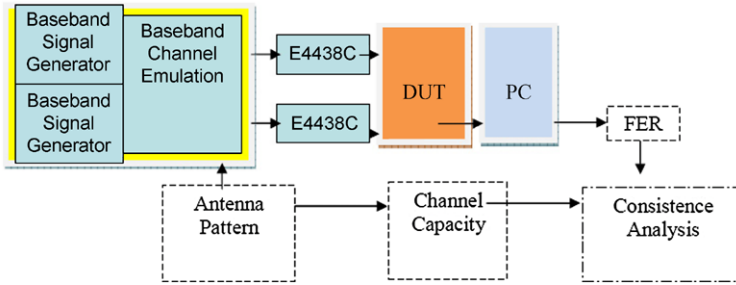 Baseband
Signal
Generator
Baseband
Channel
Emulation
Baseband
Signal
Generator
E4438C
E4438C
DUT
PC
FER
Antenna
Pattern
Channel
Capacity
Consistence
Analysis